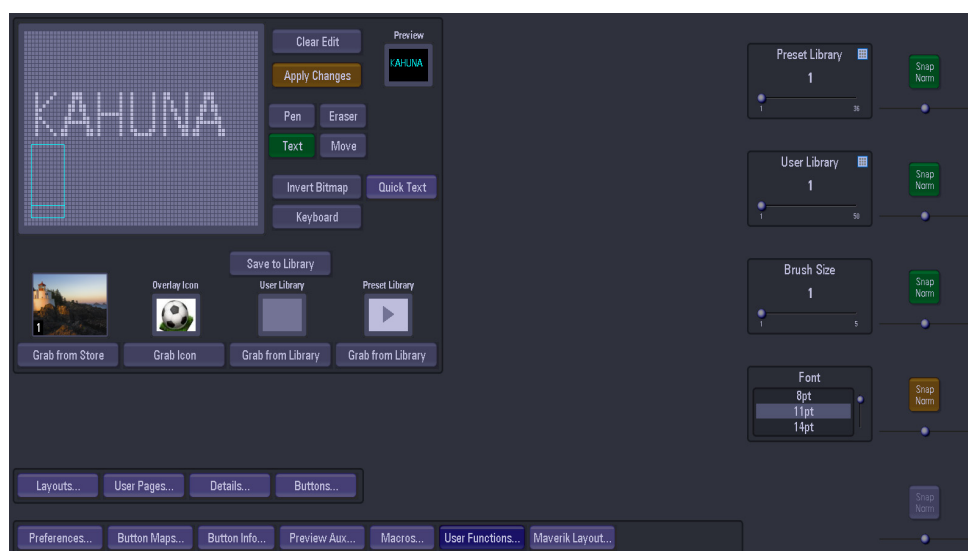 Clear Edit
Preview
KAHUNA
Apply Changes
KAHUNA
Pen Eraser
Text Move
Invert Bitmap Quick Text
Keyboard
Save to Library
Overlay Icon User Library Preset Library
1
Grab from Store Grab Icon Grab from Library Grab from Library
Preset Library
1
1 36
Snap
Norm
User Library
1
1 50
Snap
Norm
Brush Size
1
1 5
Snap
Norm
Font
8pt
11pt
14pt
Snap
Norm
Layouts... User Pages... Details... Buttons...
Snap
Norm
Preferences... Button Maps... Button Info... Preview Aux... Macros... User Functions... Maverik Layout...